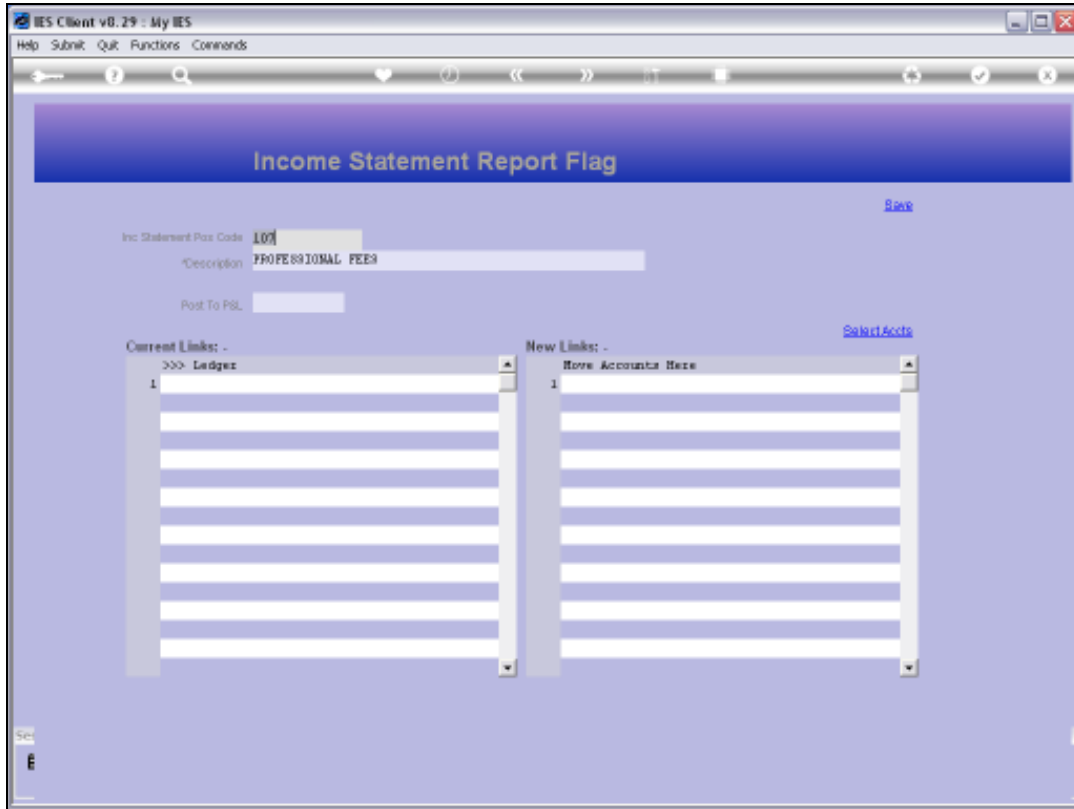 IES Client v8.29 : My IES
Help Submit Quit Functions Commands
Income Statement Report Flag
Save
Inc Statement Pos Code 107
*Description PROFESSIONAL FEES
Post To P&L
Select Accts
Current Links: - New Links: -
>>> Ledger Move Accounts Here
1 1